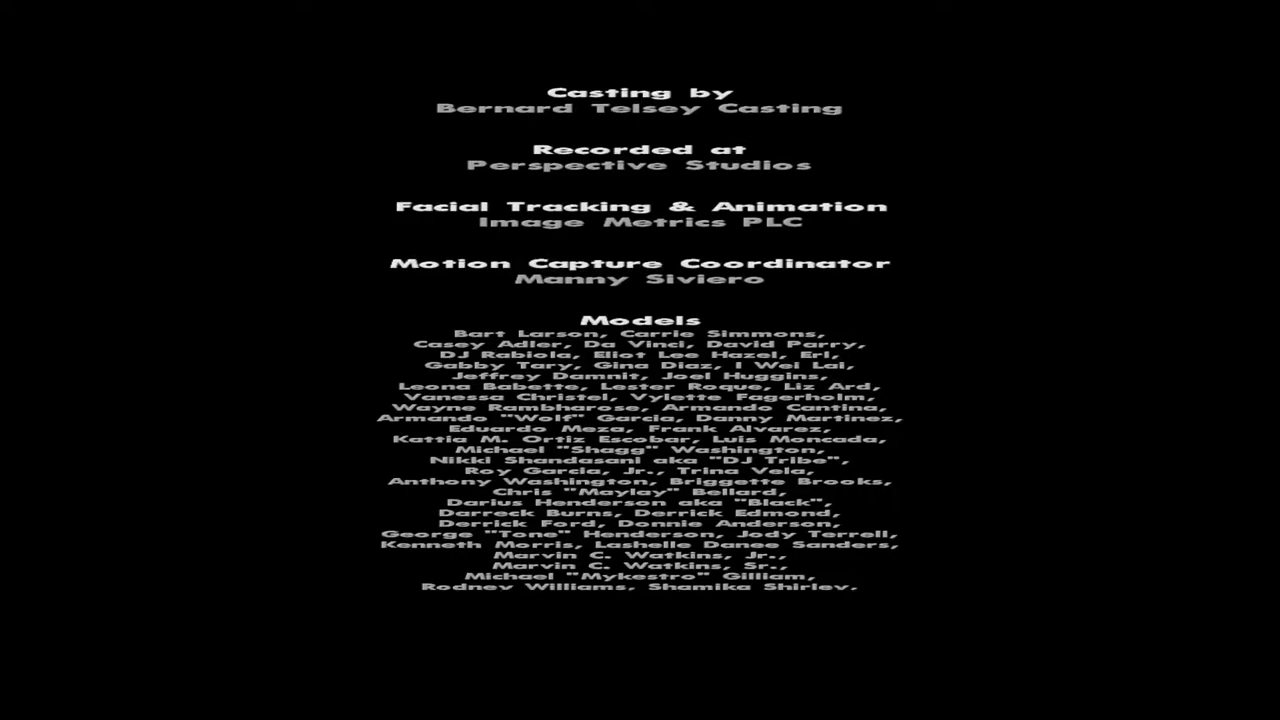 Casting by
Bernard Telsey Casting
Recorded at
Perspective Studios
Facial Tracking & Animation
Image Metrics PLC
Motion Capture Coordinator
Manny Siviero
Models
Bart Larson, Carrie Simmons,
Casey Adler, Da Vinci, David Parry,
DJ Rabiola, Eliot Lee Hazel, Erl,
Gabby Tary, Gina Diaz, I Wei Lai,
Jeffrey Damnit, Joel Huggins,
Leona Babette, Lester Roque, Liz Ard,
Vanessa Christel, Vylette Fagerholm,
Wayne Rambharose, Armando Cantina,
Armando "Wolf" Garcia, Danny Martinez,
Eduardo Meza, Frank Alvarez,
Kattia M. Ortiz Escobar, Luis Moncada,
Michael "Shagg" Washington,
Nikki Shandasani aka "DJ Tribe",
Roy Garcia, Jr., Trina Vela,
Anthony Washington, Briggette Brooks,
Chris "Maylay" Bellard,
Darius Henderson aka "Black",
Darreck Burns, Derrick Edmond,
Derrick Ford, Donnie Anderson,
George "Tone" Henderson, Jody Terrell,
Kenneth Morris, Lashelle Danee Sanders,
Marvin C. Watkins, Jr.,
Marvin C. Watkins, Sr.,
Michael "Mykestro" Gilliam,
Rodney Williams, Shamika Shirley,